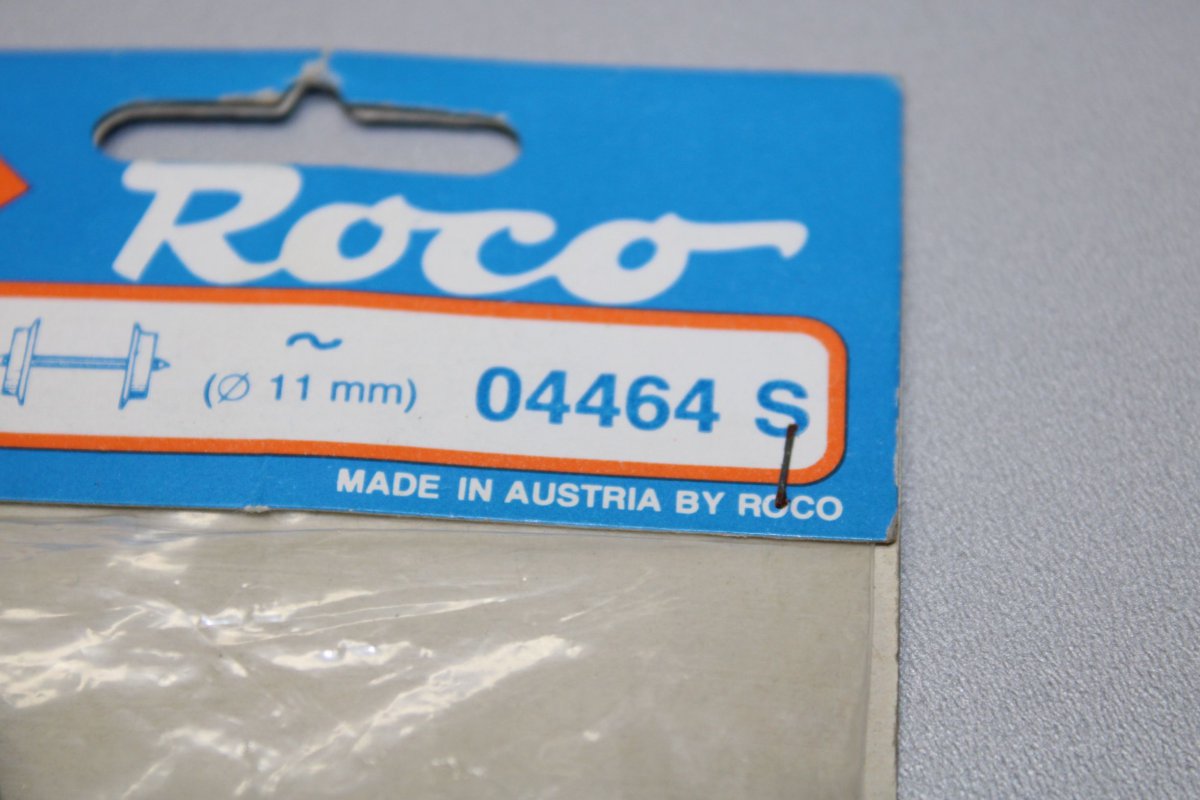 Roco
~
(Ø 11 mm)
04464 S
MADE IN AUSTRIA BY ROCO